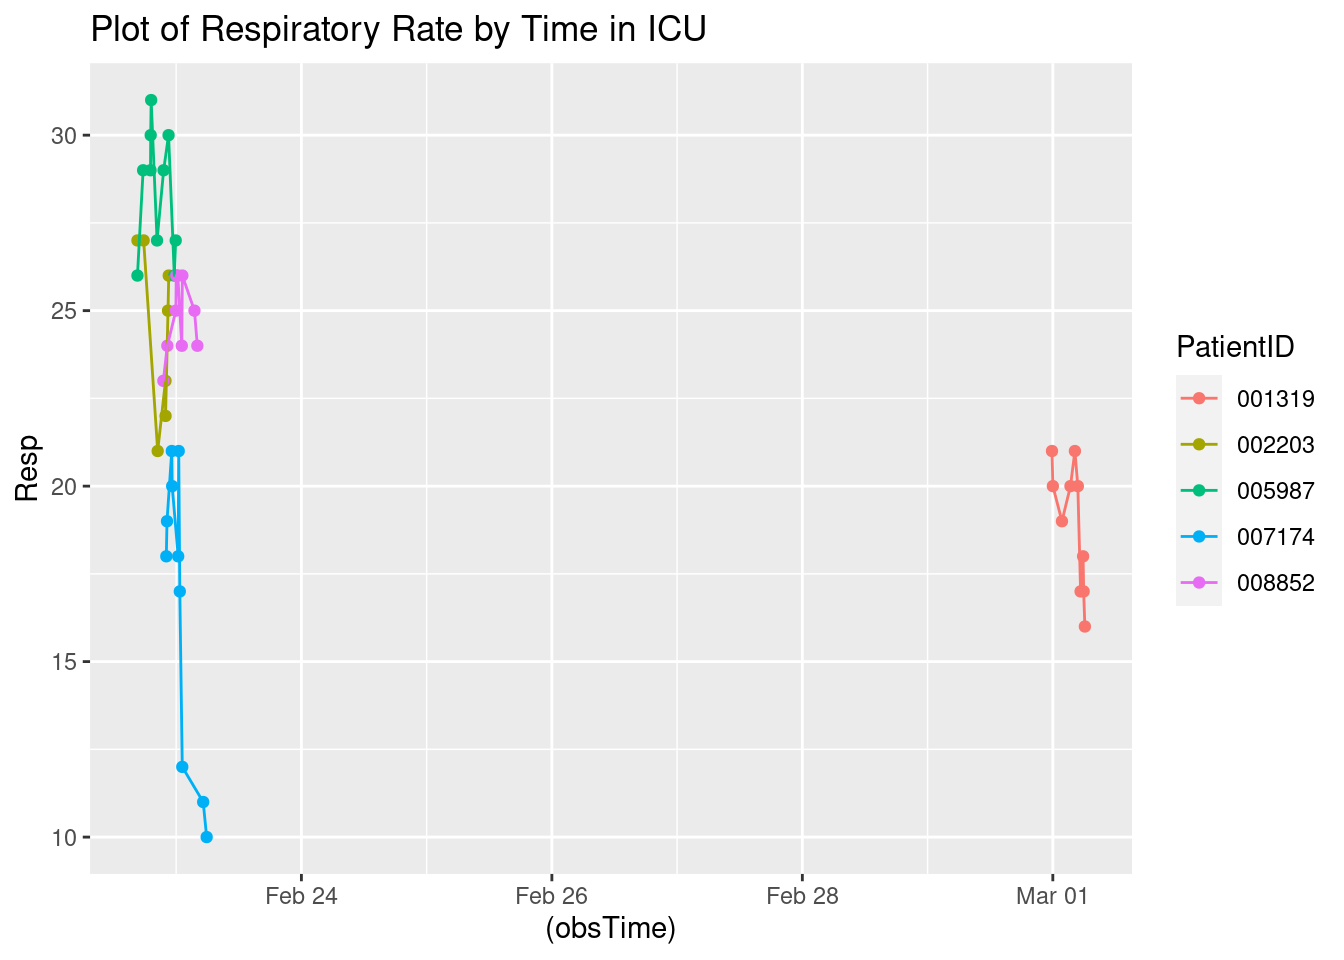 Plot of Respiratory Rate by Time in ICU
30
25
20
15
10
Resp
Feb 24
Feb 26
Feb 28
Mar 01
(obsTime)
PatientID
001319
002203
005987
007174
008852